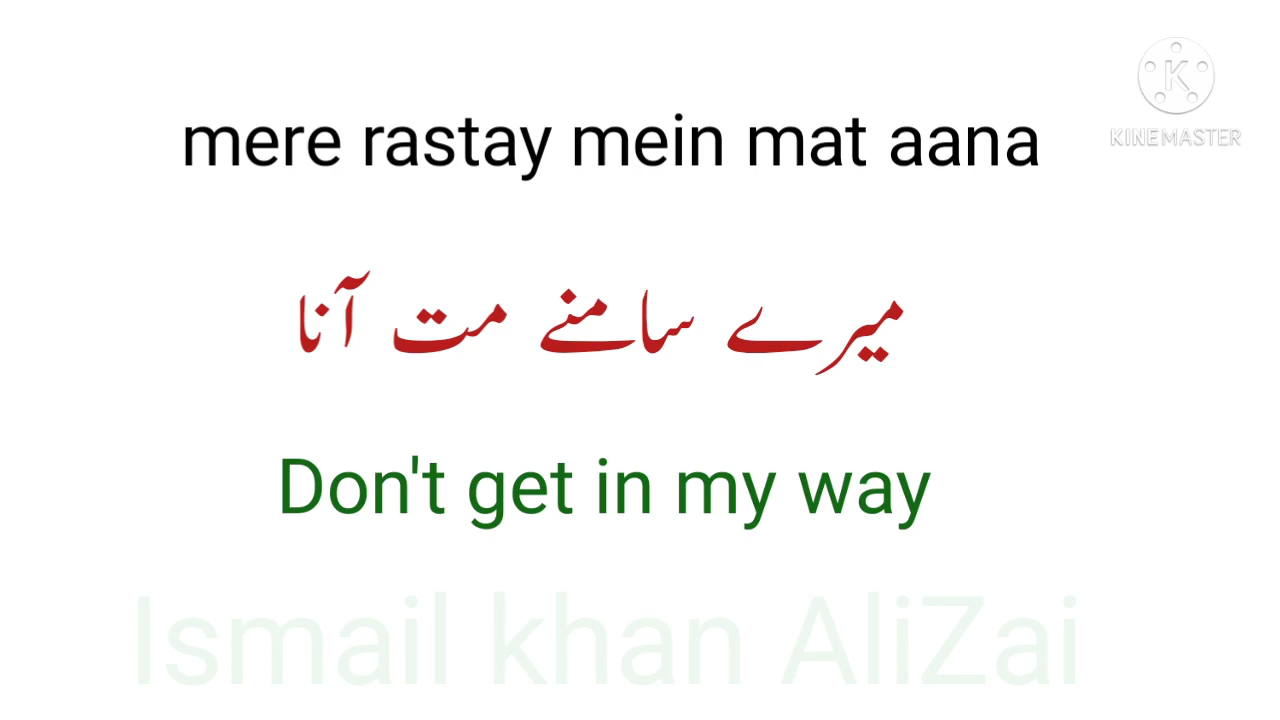 mere rastay mein mat aana
KINEMASTER
میرے سامنے مت آنا
Don't get in my way
Ismail khan AliZai